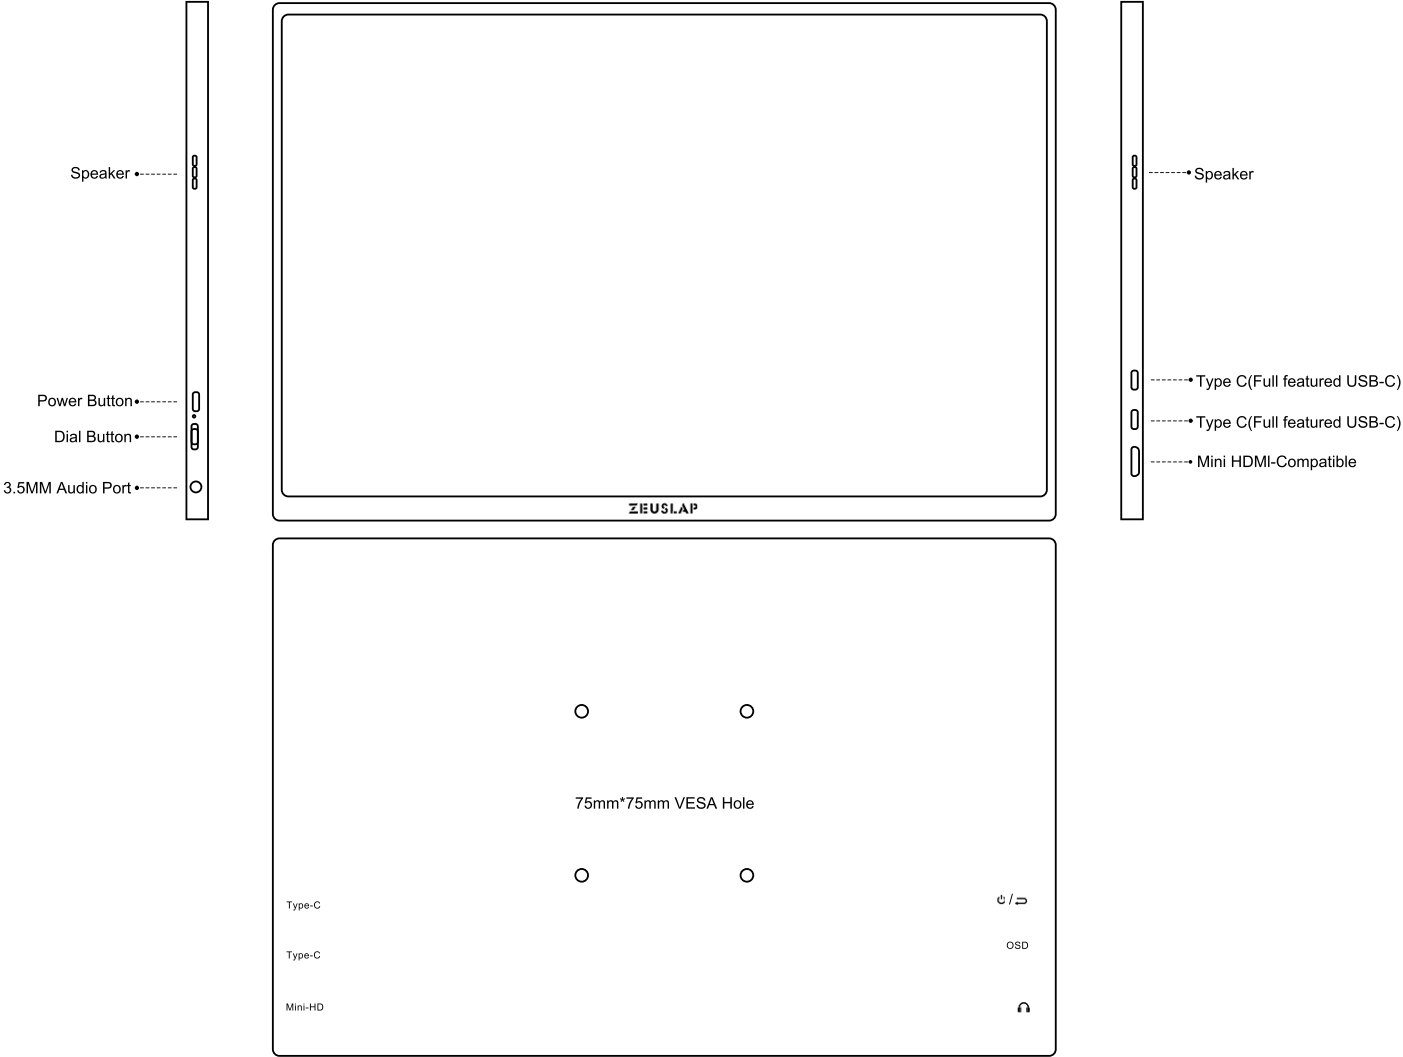 Speaker
Power Button
Dial Button
3.5MM Audio Port
ZEUSLAP
Speaker
Type C(Full featured USB-C)
Type C(Full featured USB-C)
Mini HDMI-Compatible
75mm*75mm VESA Hole
Type-C
Type-C
Mini-HD
/
OSD